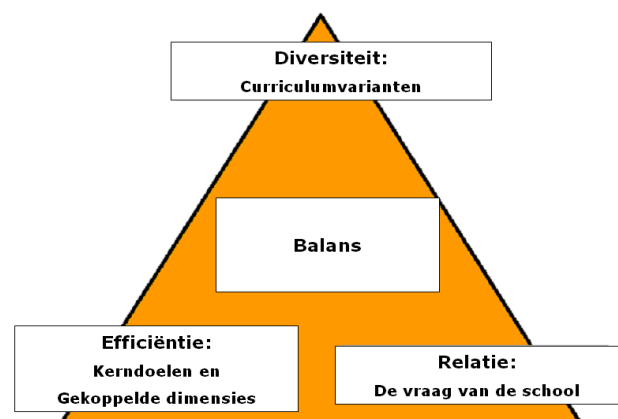 Diversiteit:
Curriculumvarianten
Balans
Efficiëntie:
Kerndoelen en
Gekoppelde dimensies
Relatie:
De vraag van de school